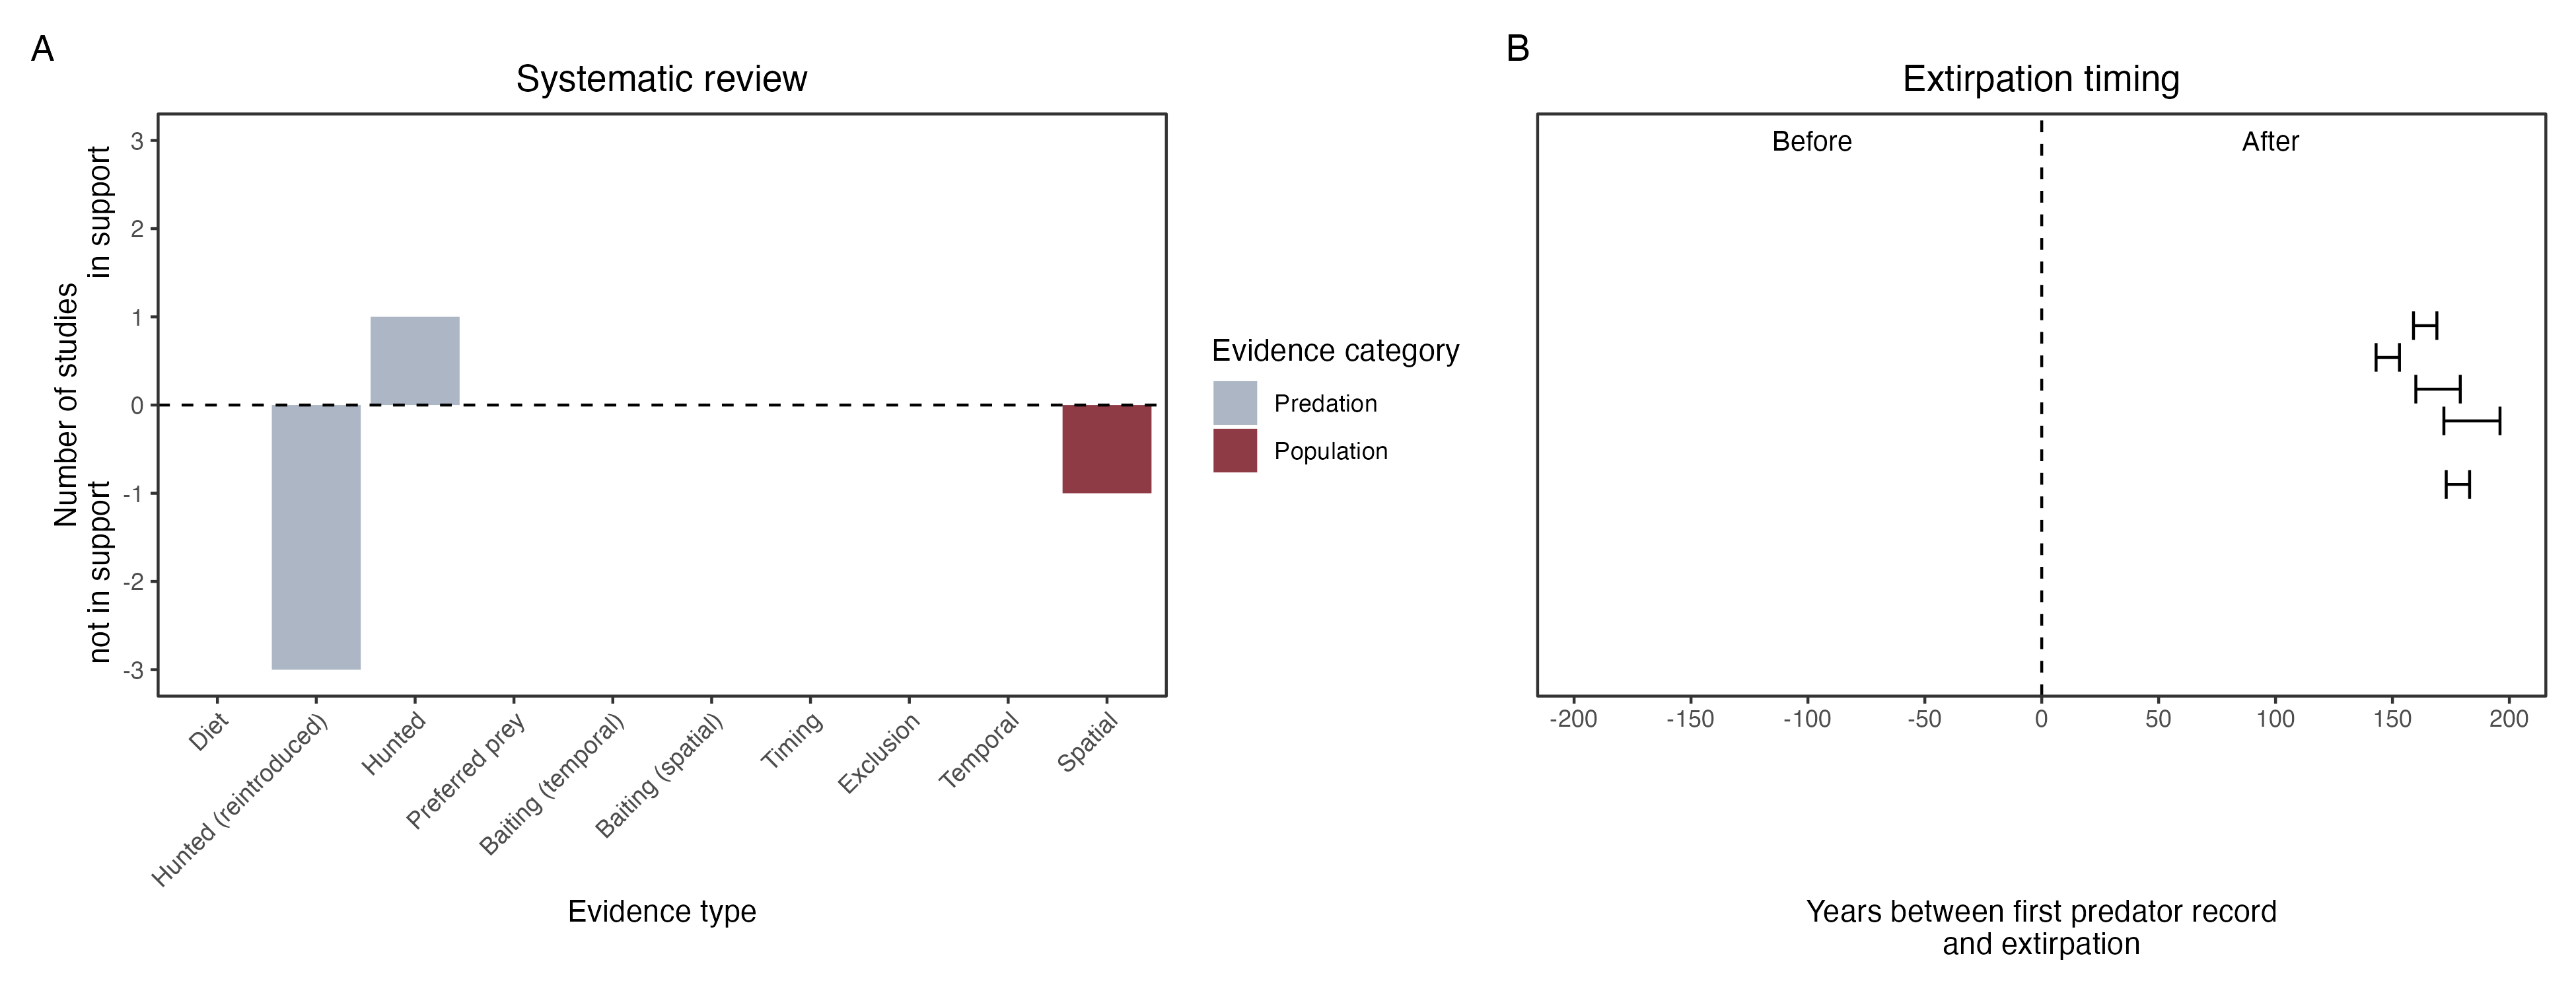 A
Systematic review
Number of studies
not in support
in support
3
2
1
0
-1
-2
-3
Diet
Hunted (reintroduced)
Hunted
Preferred prey
Baiting (temporal)
Baiting (spatial)
Timing
Exclusion
Temporal
Spatial
Evidence type
Evidence category
Predation
Population
B
Extirpation timing
Before
After
-200
-150
-100
-50
0
50
100
150
200
Years between first predator record
and extirpation